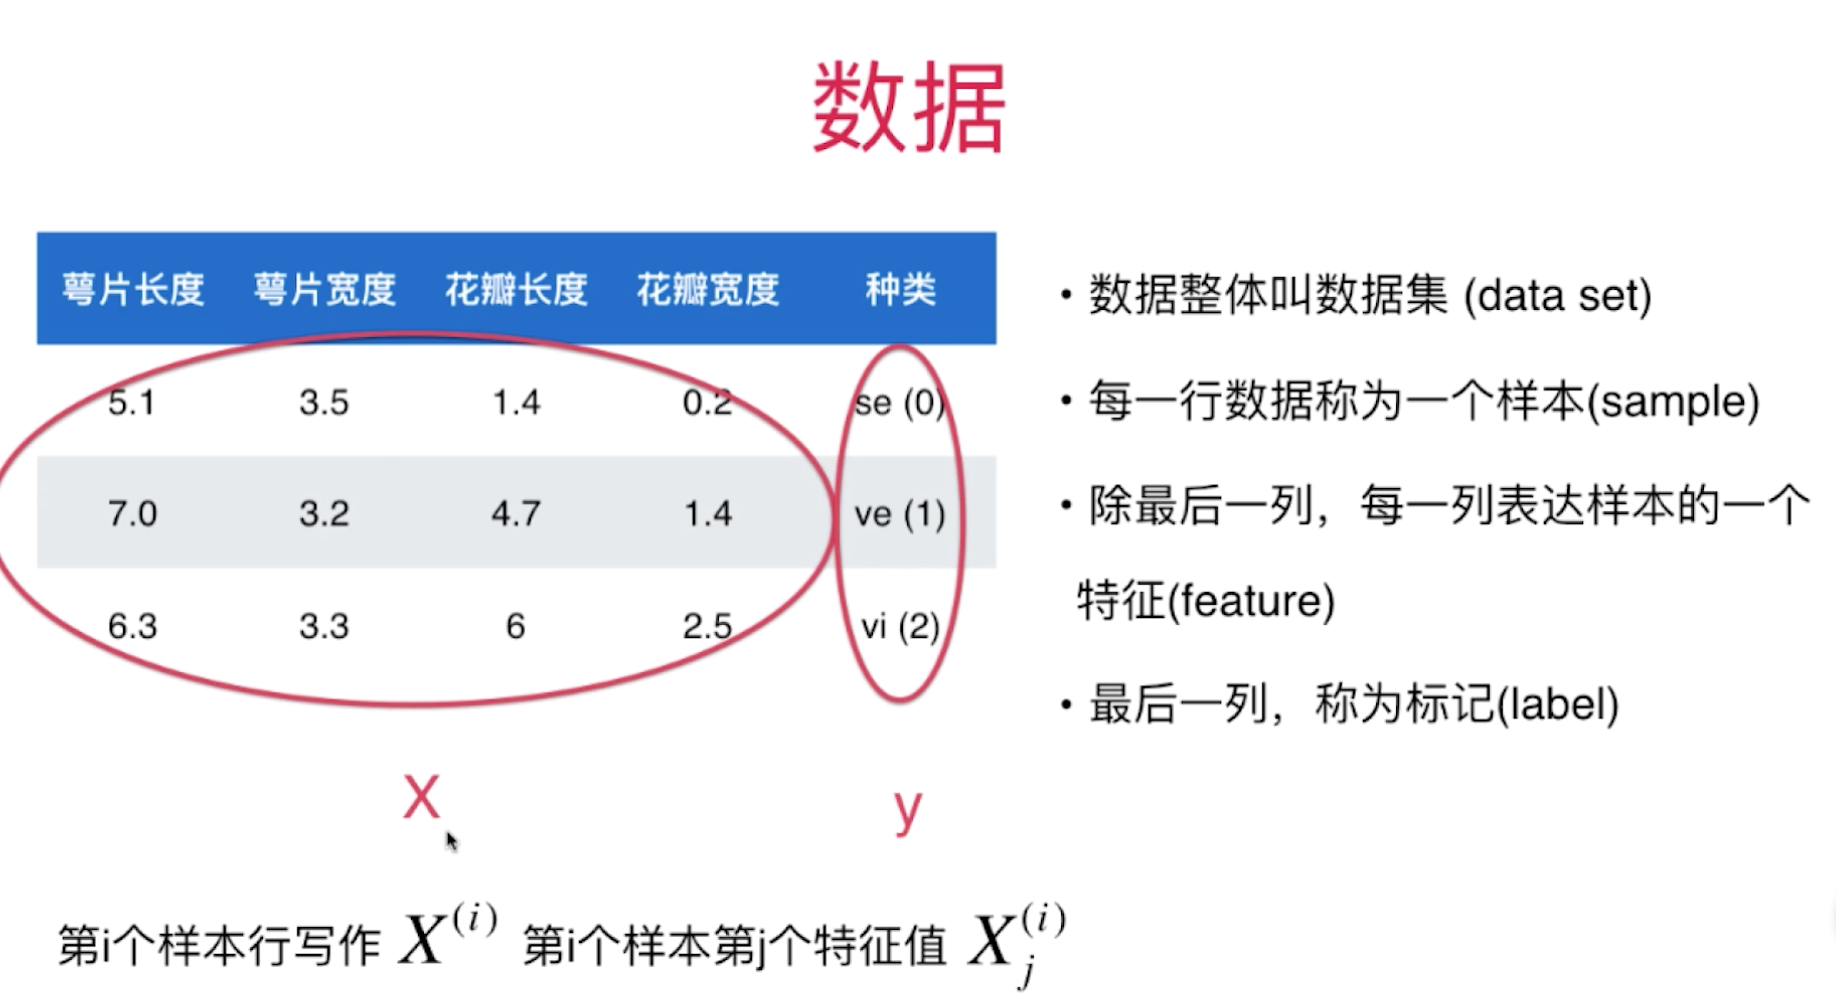 数据
萼片长度 萼片宽度 花瓣长度 花瓣宽度 种类
5.1 3.5 1.4 0.2 se (0)
7.0 3.2 4.7 1.4 ve (1)
6.3 3.3 6 2.5 vi (2)
X y
• 数据整体叫数据集 (data set)
• 每一行数据称为一个样本(sample)
• 除最后一列，每一列表达样本的一个
特征(feature)
• 最后一列，称为标记(label)
第i个样本行写作 X^{(i)} 第i个样本第j个特征值 X_j^{(i)}